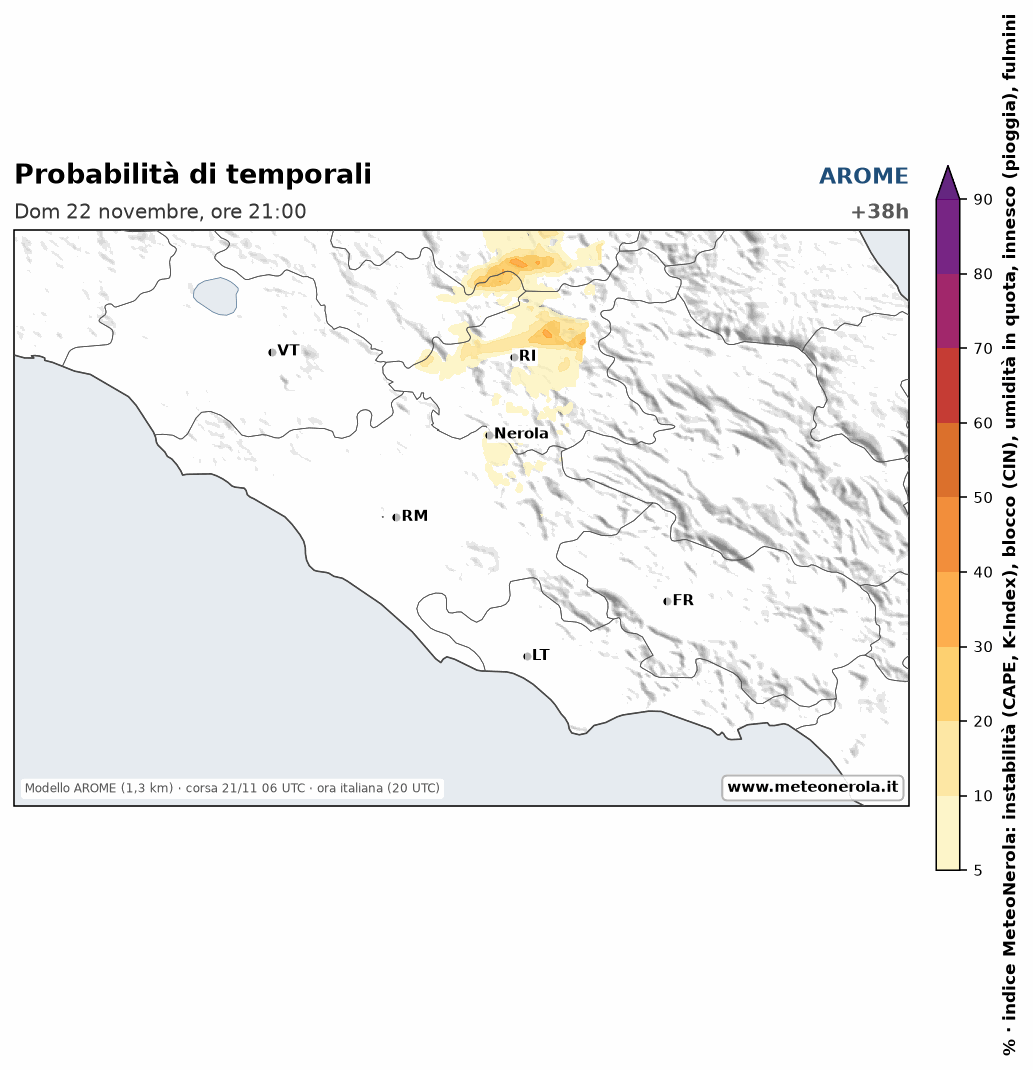 Probabilità di temporali
AROME
Dom 22 novembre, ore 21:00
+38h
VT
RI
Nerola
RM
FR
LT
Modello AROME (1,3 km) · corsa 21/11 06 UTC · ora italiana (20 UTC)
www.meteonerola.it
90
80
70
60
50
40
30
20
10
5
% · indice MeteoNerola: instabilità (CAPE, K-Index), blocco (CIN), umidità in quota, innesco (pioggia), fulmini